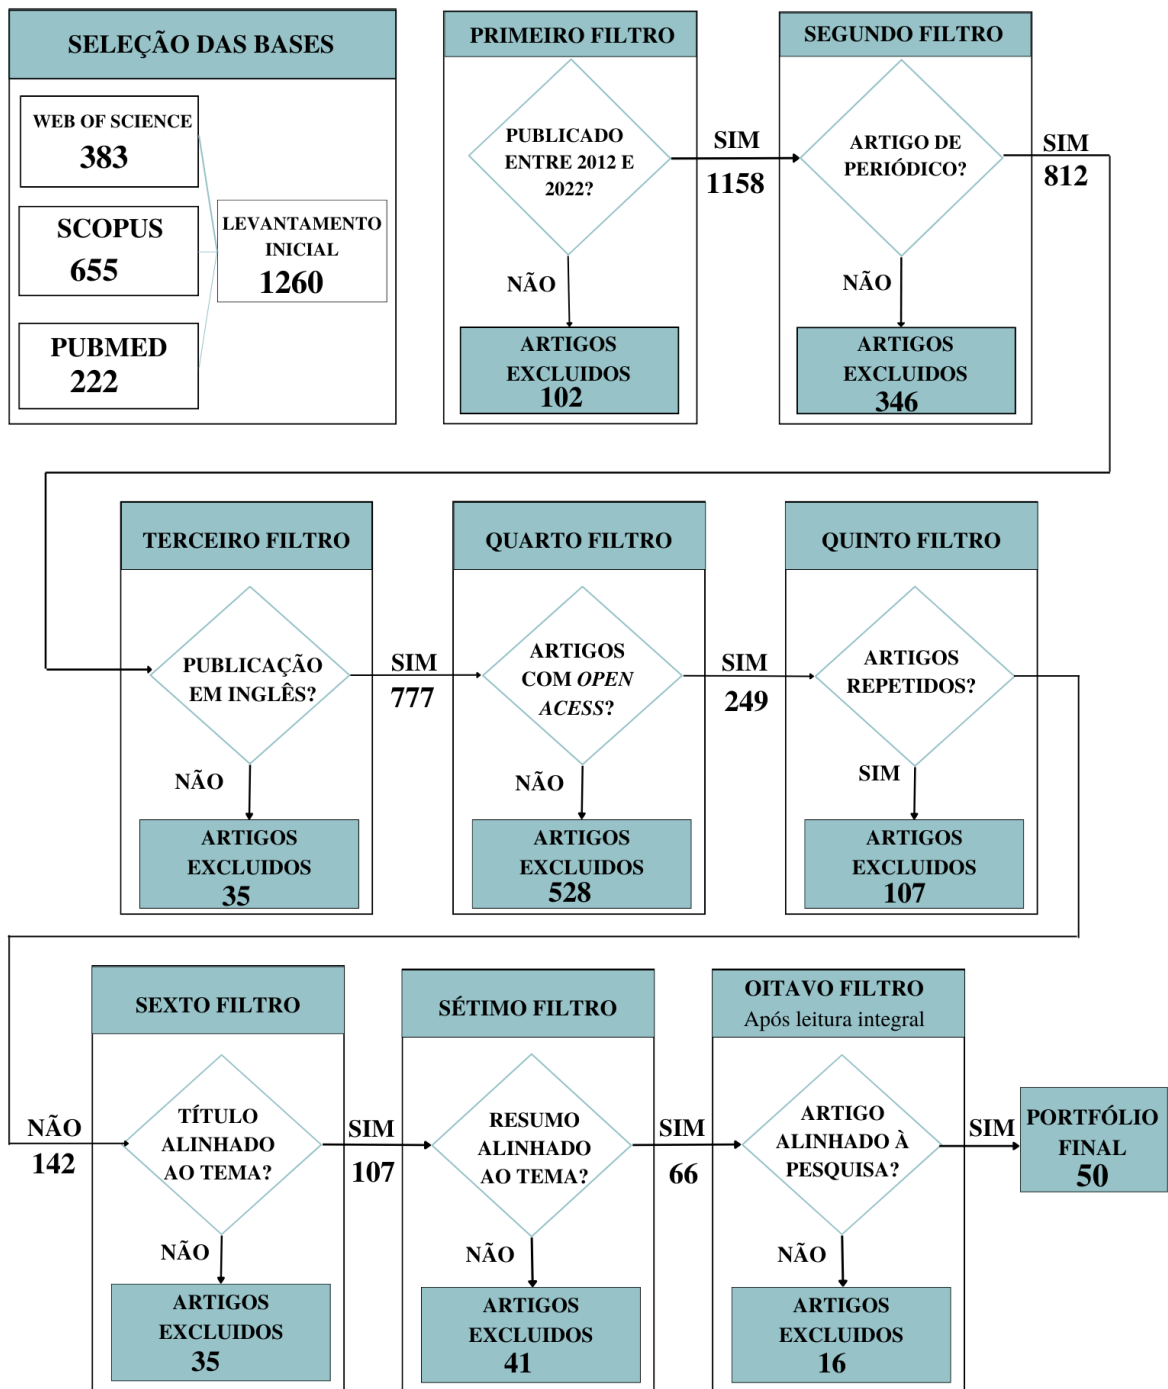 SELEÇÃO DAS BASES
WEB OF SCIENCE
383
SCOPUS
655
PUBMED
222
LEVANTAMENTO
INICIAL
1260
PRIMEIRO FILTRO
PUBLICADO
ENTRE 2012 E
2022?
SIM
1158
NÃO
ARTIGOS
EXCLUIDOS
102
SEGUNDO FILTRO
ARTIGO DE
PERIÓDICO?
SIM
812
NÃO
ARTIGOS
EXCLUIDOS
346
TERCEIRO FILTRO
PUBLICAÇÃO
EM INGLÊS?
SIM
777
NÃO
ARTIGOS
EXCLUIDOS
35
QUARTO FILTRO
ARTIGOS
COM OPEN
ACESS?
SIM
249
NÃO
ARTIGOS
EXCLUIDOS
528
QUINTO FILTRO
ARTIGOS
REPETIDOS?
SIM
ARTIGOS
EXCLUIDOS
107
NÃO
142
SEXTO FILTRO
TÍTULO
ALINHADO
AO TEMA?
SIM
107
NÃO
ARTIGOS
EXCLUIDOS
35
SÉTIMO FILTRO
RESUMO
ALINHADO
AO TEMA?
SIM
66
NÃO
ARTIGOS
EXCLUIDOS
41
OITAVO FILTRO
Após leitura integral
ARTIGO
ALINHADO À
PESQUISA?
SIM
NÃO
ARTIGOS
EXCLUIDOS
16
PORTFÓLIO
FINAL
50